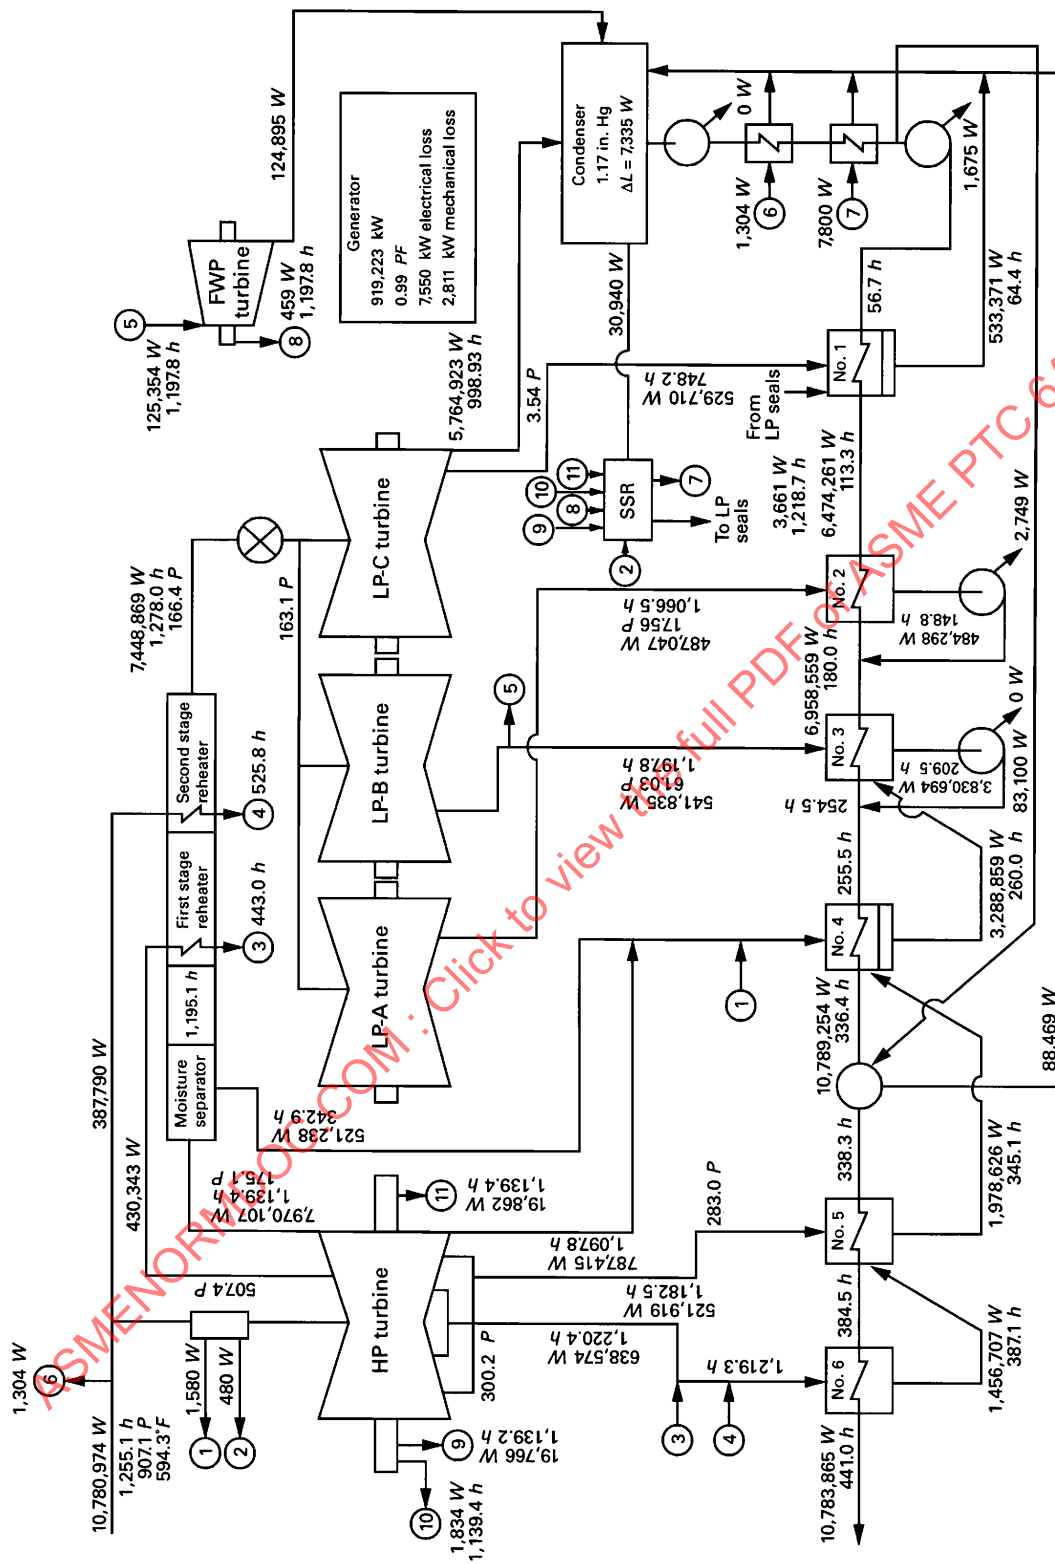 124,895 W
FWP
turbine
5
125,354 W
1,197.8 h
459 W
1,197.8 h
8
Generator
919,223 kW
0.99 PF
7,550 kW electrical loss
2,811 kW mechanical loss
Condenser
1.17 in. Hg
ΔL = 7,335 W
0 W
1,304 W
6
7,800 W
7
1,675 W
56.7 h
533,371 W
64.4 h
30,940 W
5,764,923 W
998.93 h
3.54 P
529,710 W
748.2 h
No. 1
From
LP seals
3,661 W
1,218.7 h
6,474,261 W
113.3 h
9
8
10
11
SSR
2
7
To LP
seals
7,448,869 W
1,278.0 h
166.4 P
163.1 P
LP-C turbine
LP-B turbine
LP-A turbine
5
487,047 W
17.56 P
1,066.5 h
No. 2
2,749 W
484,298 W
148.8 h
6,958,559 W
180.0 h
541,835 W
61.03 P
1,197.8 h
No. 3
0 W
83,100 W
3,830,694 W
209.5 h
254.5 h
255.5 h
3,288,859 W
260.0 h
Second stage
reheater
First stage
reheater
1,195.1 h
Moisture
separator
4
525.8 h
3
443.0 h
387,790 W
430,343 W
521,238 W
342.9 h
7,970,107 W
1,139.4 h
175.1 P
No. 4
1
10,789,254 W
336.4 h
88,469 W
338.3 h
1,978,626 W
345.1 h
507.4 P
HP turbine
11
19,862 W
1,139.4 h
787,415 W
1,097.8 h
283.0 P
521,919 W
1,182.5 h
638,574 W
1,220.4 h
300.2 P
No. 5
384.5 h
1,456,707 W
387.1 h
1,219.3 h
3
4
No. 6
10,783,865 W
441.0 h
1,304 W
6
10,780,974 W
1,255.1 h
907.1 P
594.3°F
1,580 W
480 W
1
2
9
19,766 W
1,139.2 h
10
1,834 W
1,139.4 h
ASMENORMDOC.COM : Click to view the full PDF of ASME PTC